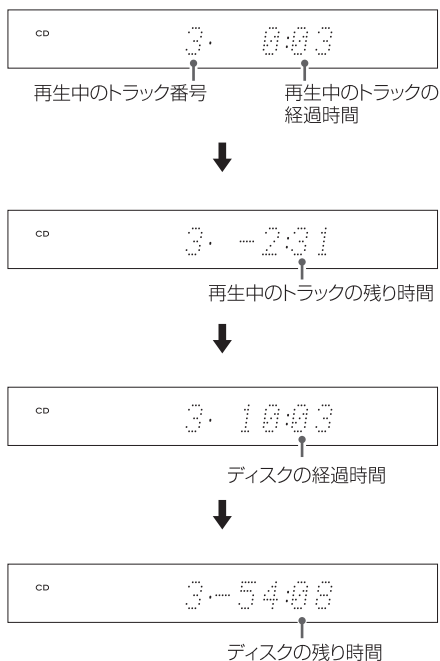 CD 3. 0:03
再生中のトラック番号
再生中のトラックの
経過時間
CD 3. -2:31
再生中のトラックの残り時間
CD 3. 10:03
ディスクの経過時間
CD 3.-54:08
ディスクの残り時間